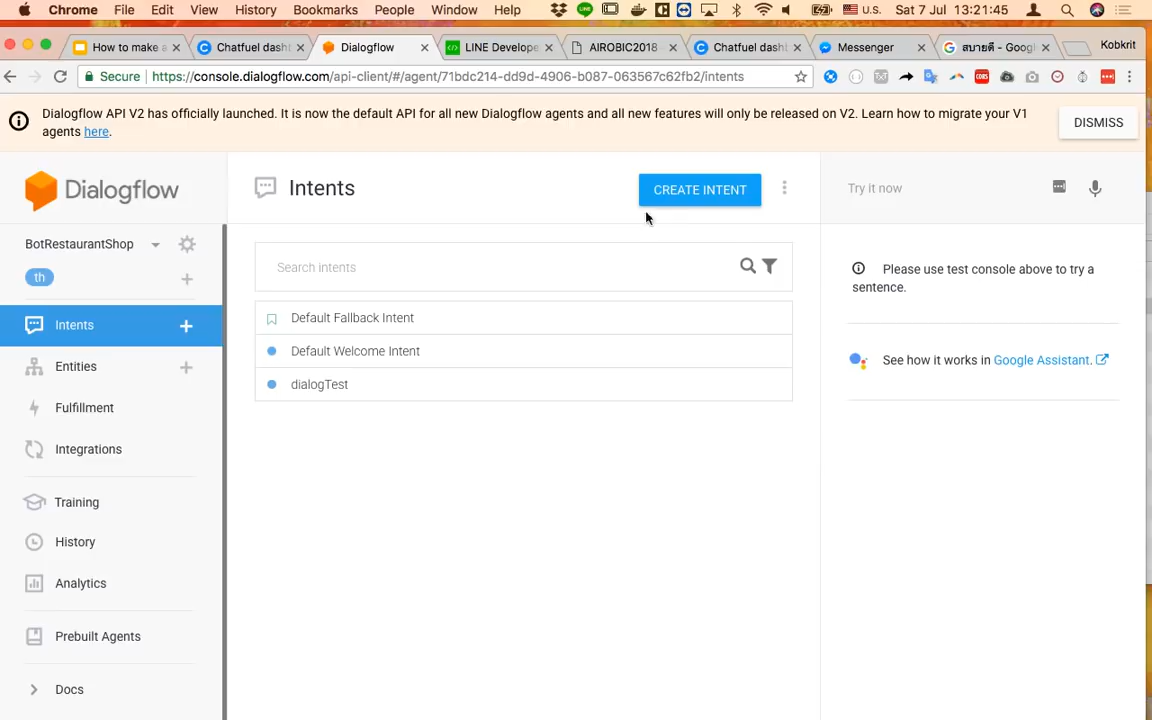 Chrome File Edit View History Bookmarks People Window Help U.S. Sat 7 Jul 13:21:45
How to make a Chatfuel dash Dialogflow LINE Develope AIROBIC2018 Chatfuel dash Messenger สบายดี - Goog Kobkrit
Secure https://console.dialogflow.com/api-client/#/agent/71bdc214-dd9d-4906-b087-063567c62fb2/intents
Dialogflow API V2 has officially launched. It is now the default API for all new Dialogflow agents and all new features will only be released on V2. Learn how to migrate your V1
agents here.
DISMISS
Dialogflow
Intents
CREATE INTENT
Try it now
BotRestaurantShop
th
Search intents
Please use test console above to try a
sentence.
Intents
Default Fallback Intent
Default Welcome Intent
dialogTest
See how it works in Google Assistant.
Entities
Fulfillment
Integrations
Training
History
Analytics
Prebuilt Agents
Docs